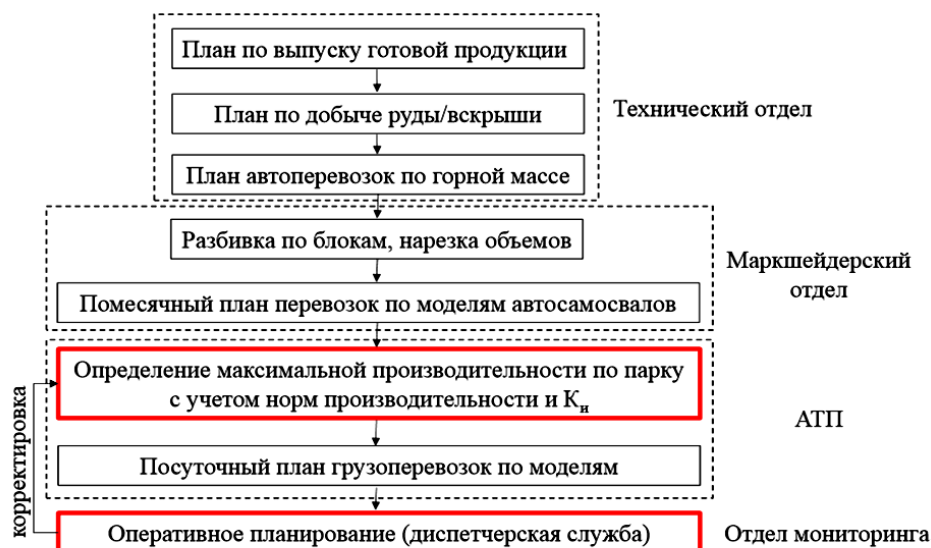 План по выпуску готовой продукции
План по добыче руды/вскрыши
Технический отдел
План автоперевозок по горной массе
Разбивка по блокам, нарезка объемов
Маркшейдерский
отдел
Помесячный план перевозок по моделям автосамосвалов
Определение максимальной производительности по парку
с учетом норм производительности и Kи
АТП
Посуточный план грузоперевозок по моделям
корректировка
Оперативное планирование (диспетчерская служба)
Отдел мониторинга